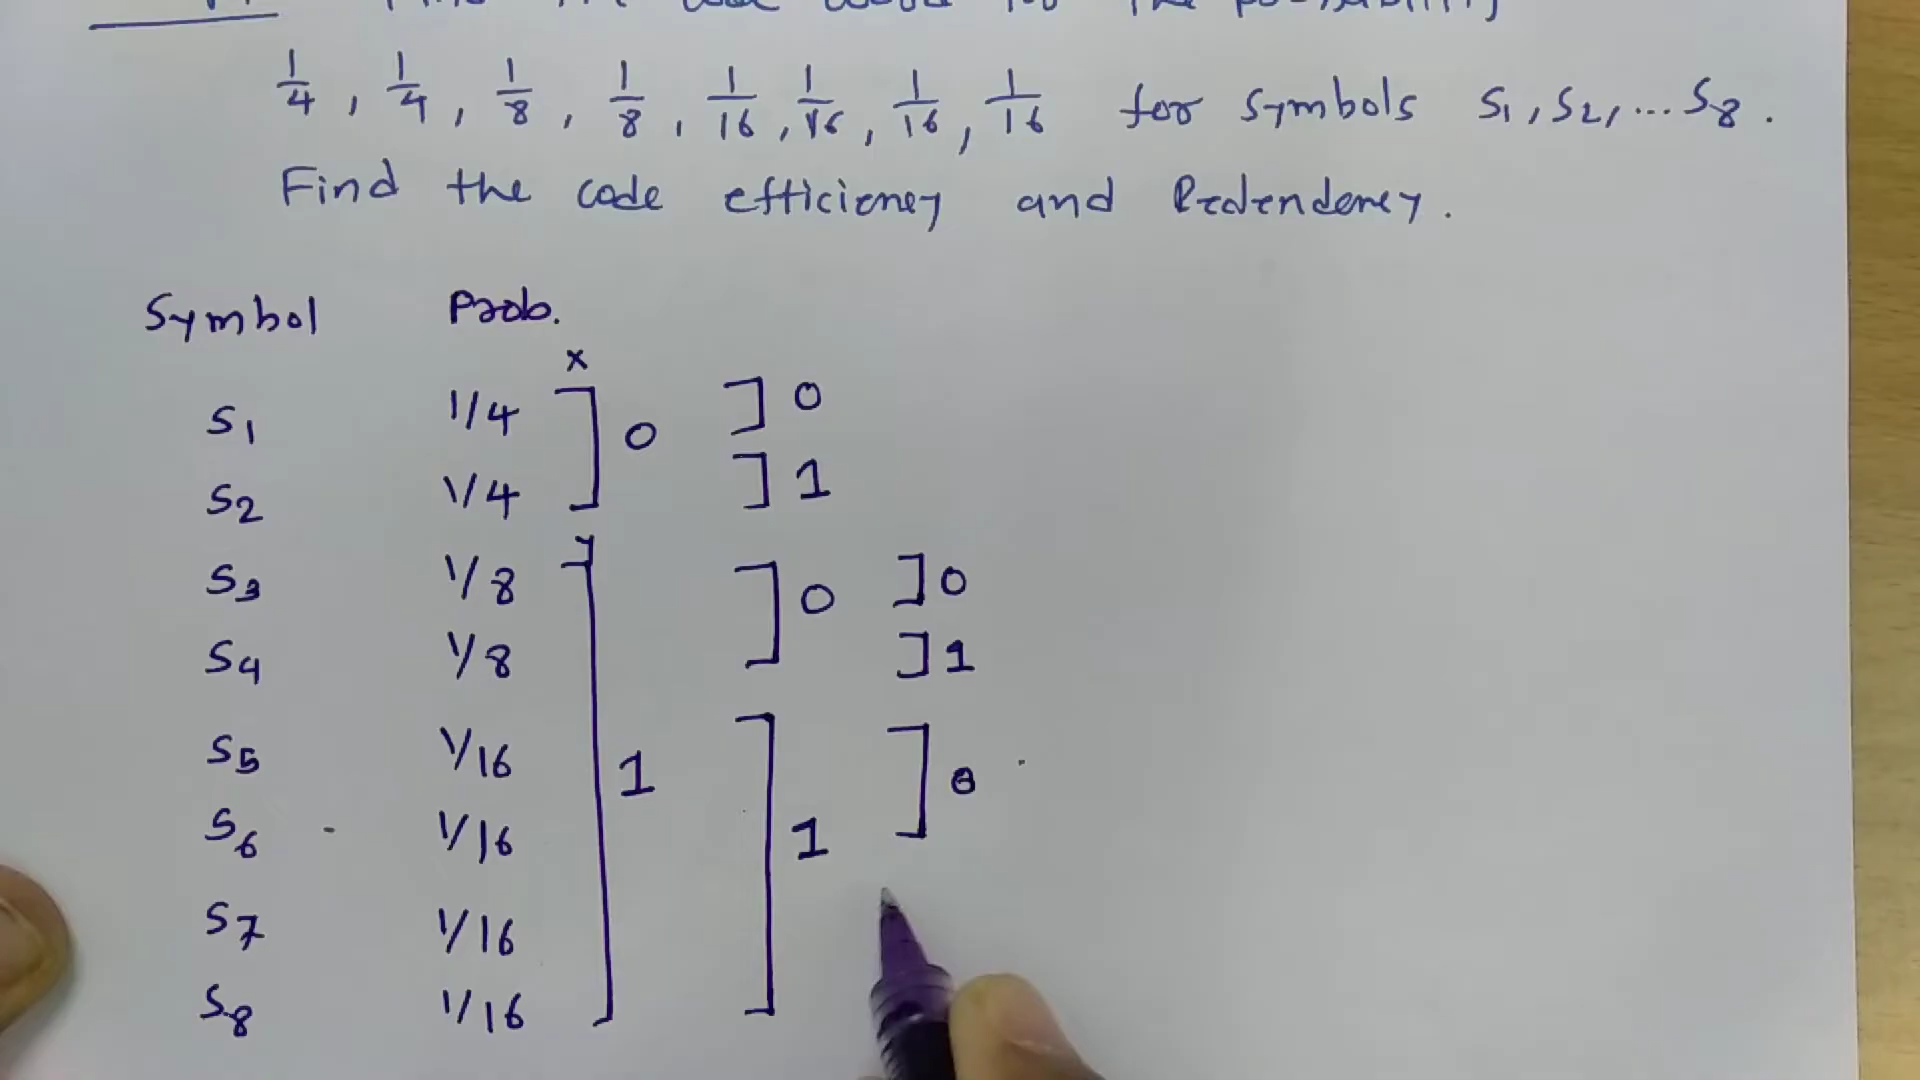 1/4, 1/4, 1/8, 1/8, 1/16, 1/16, 1/16, 1/16 for symbols S1, S2, ... S8.
Find the code efficieney and Redendency.
Symbol Prob.
x
S1 1/4 ] 0 ] 0
S2 1/4 ] 1
y
S3 1/8 ] 0 ] 0
S4 1/8 ] 1
S5 1/16 ] 1 ] 0
S6 1/16 ] 1
S7 1/16
S8 1/16